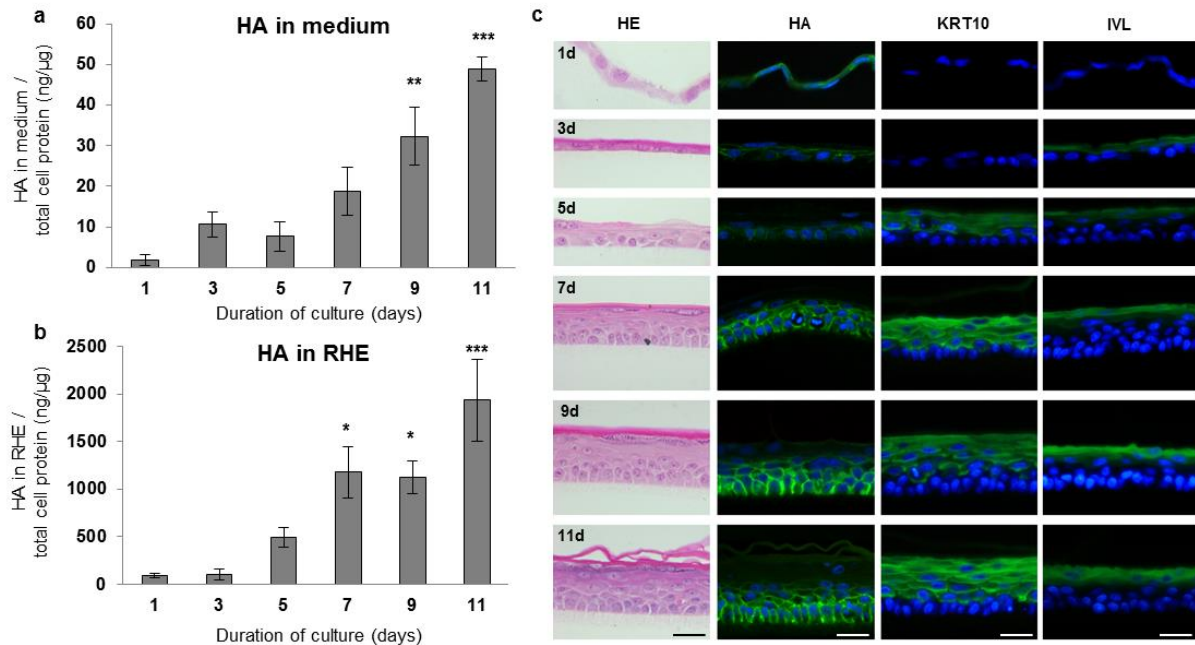 a
HA in medium
HA in medium /
total cell protein (ng/µg)
60
50
40
30
20
10
0
**
***
1 3 5 7 9 11
Duration of culture (days)
b
HA in RHE
HA in RHE /
total cell protein (ng/µg)
2500
2000
1500
1000
500
0
*
*
***
1 3 5 7 9 11
Duration of culture (days)
c
HE HA KRT10 IVL
1d
3d
5d
7d
9d
11d